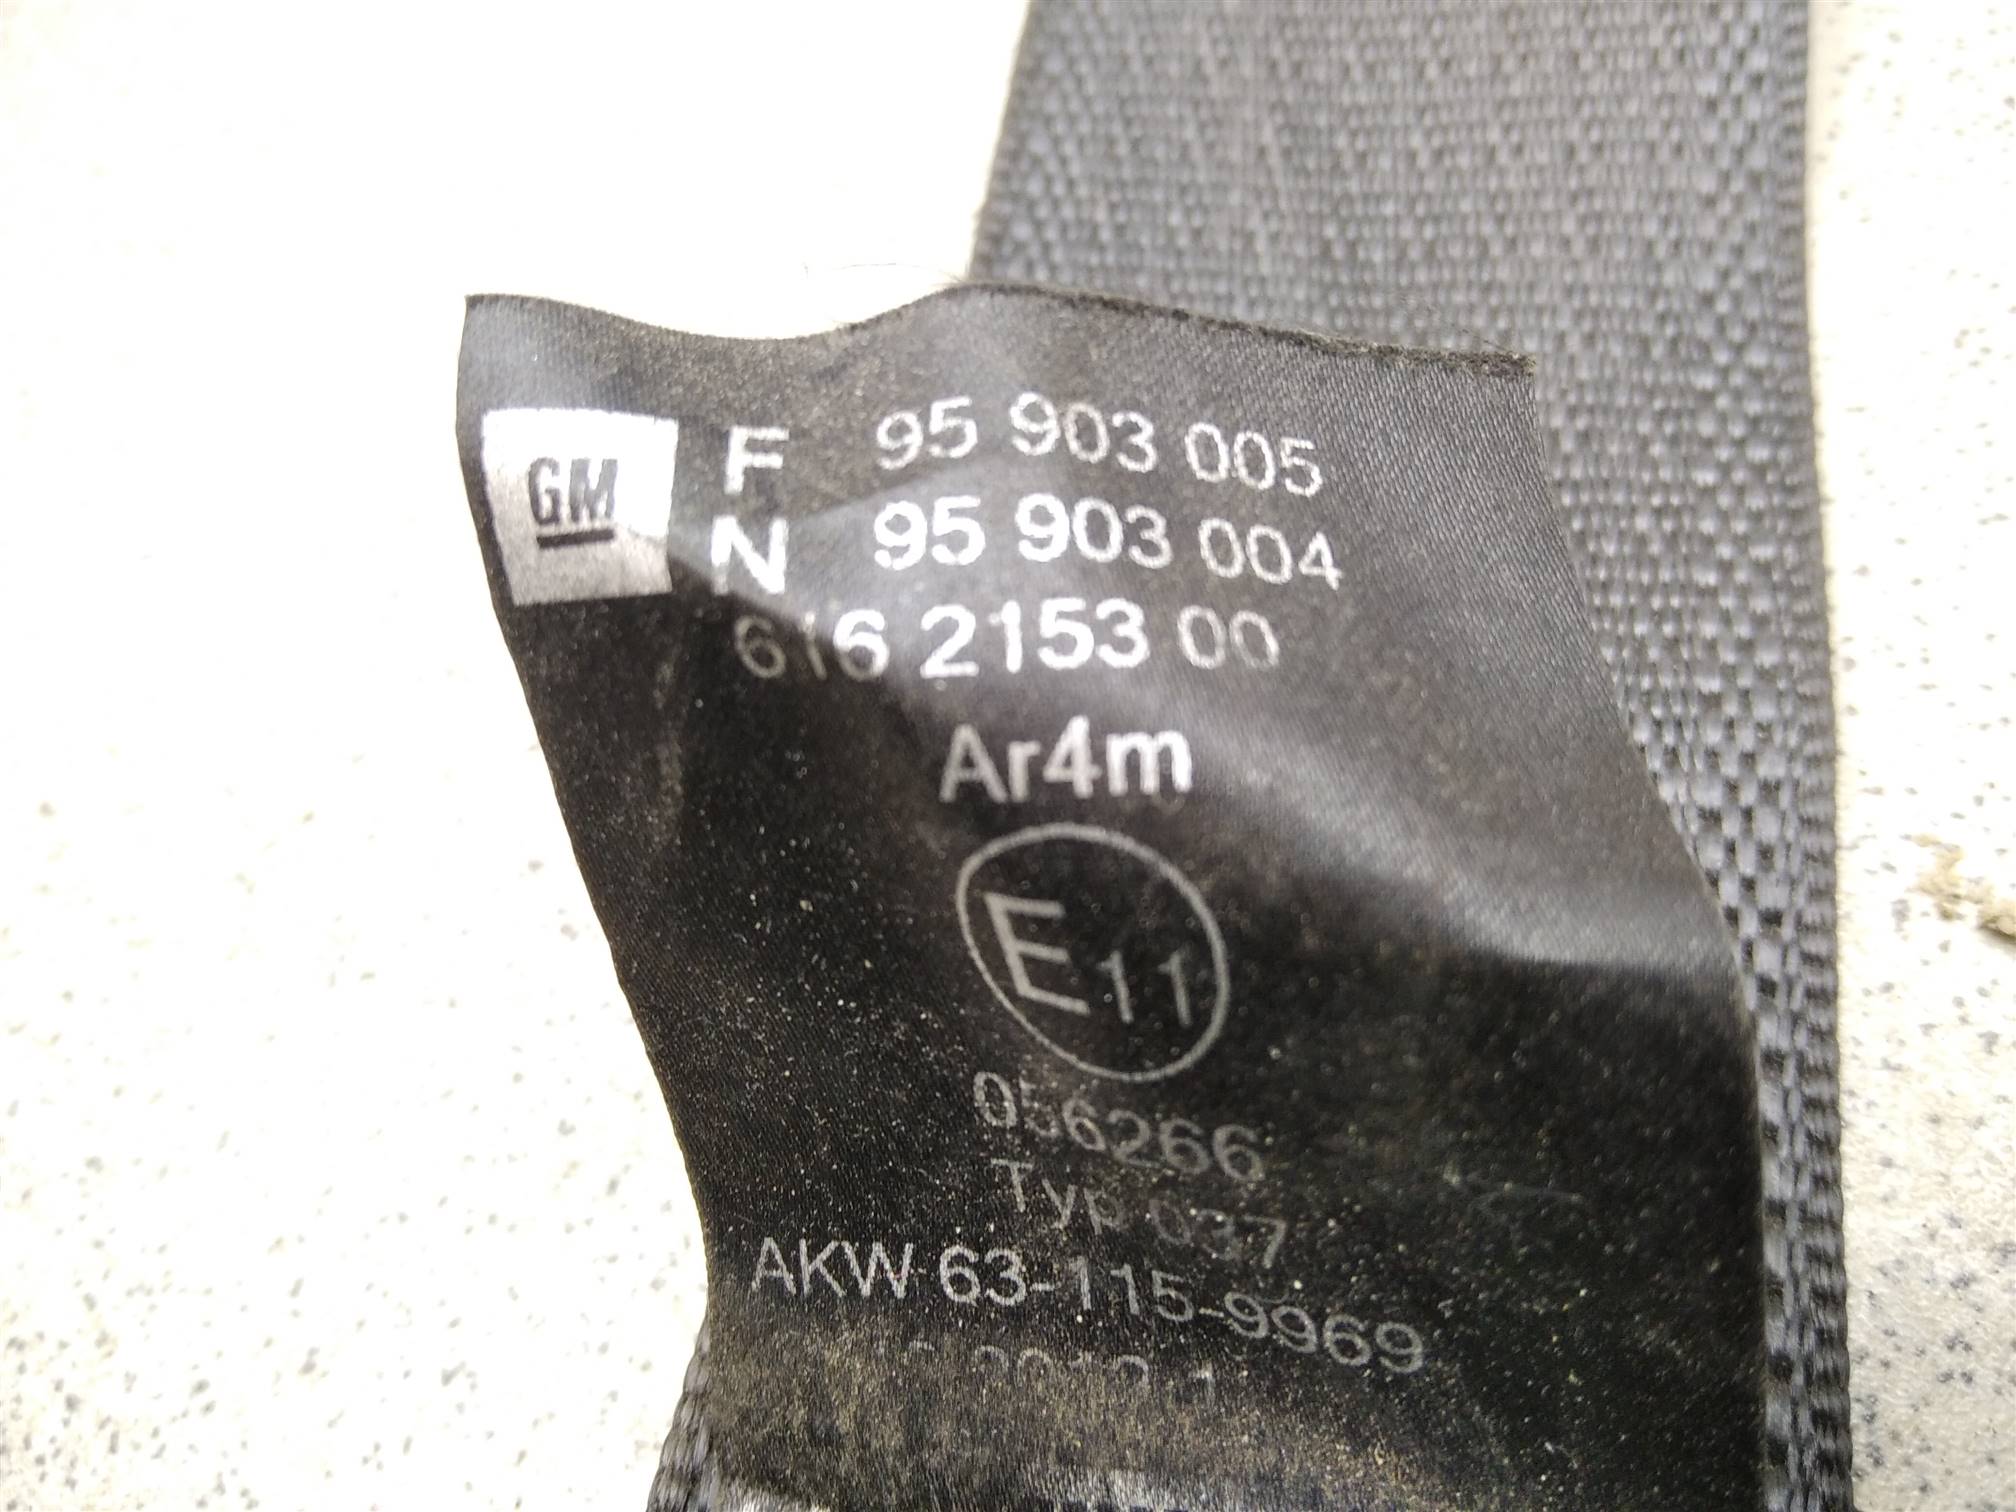 GM
F 95 903 005
N 95 903 004
616 2153 00
Ar4m
E11
056266
Typ 037
AKW 63-115-9969